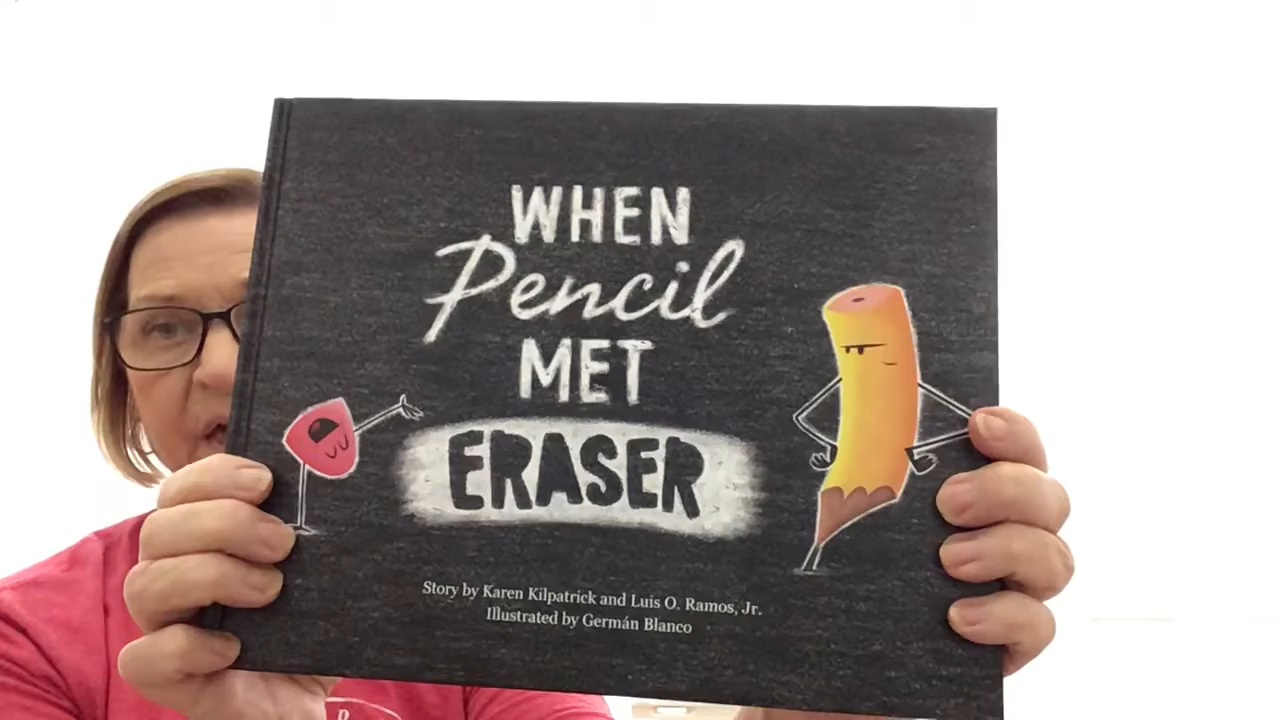 WHEN
Pencil
MET
ERASER
Story by Karen Kilpatrick and Luis O. Ramos, Jr.
Illustrated by Germán Blanco